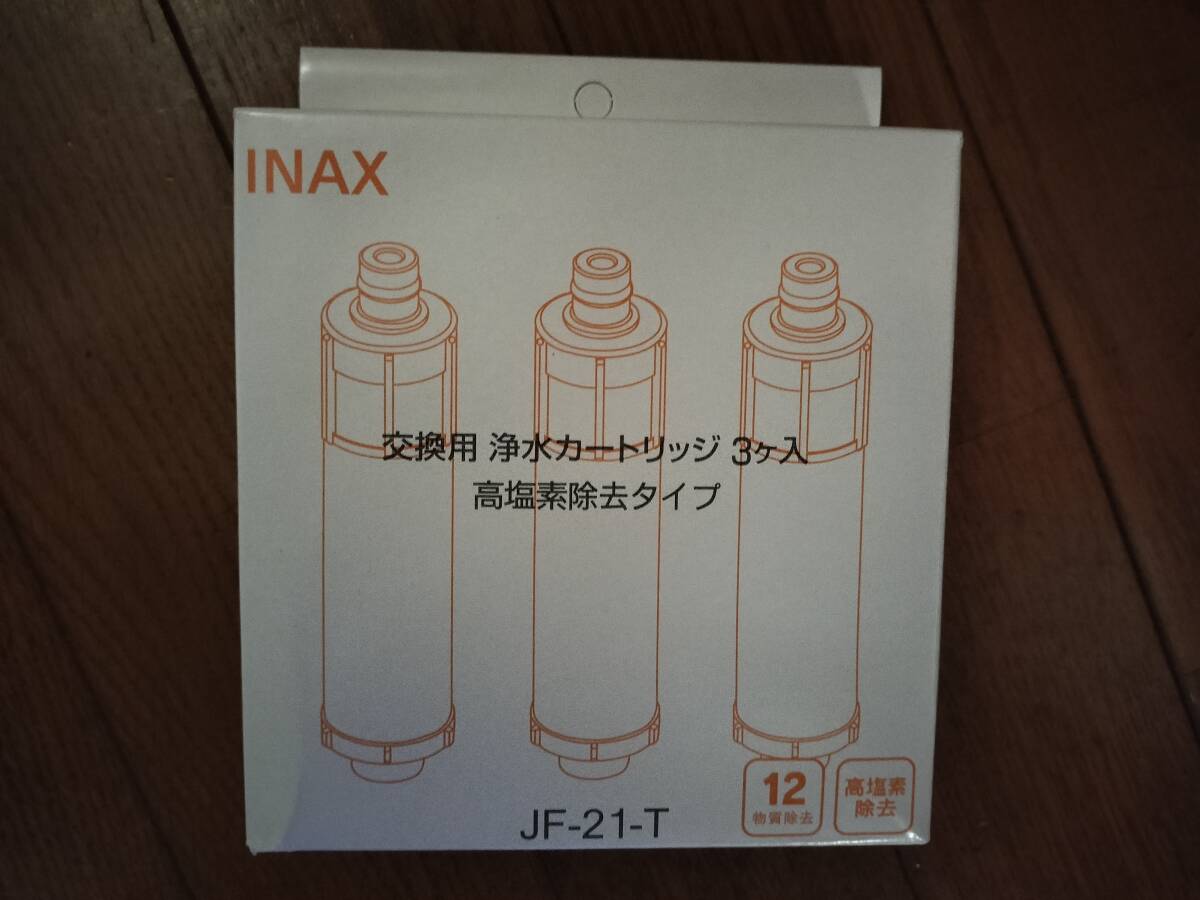 INAX
交換用 浄水カートリッジ 3ヶ入
高塩素除去タイプ
12
物質除去
高塩素
除去
JF-21-T